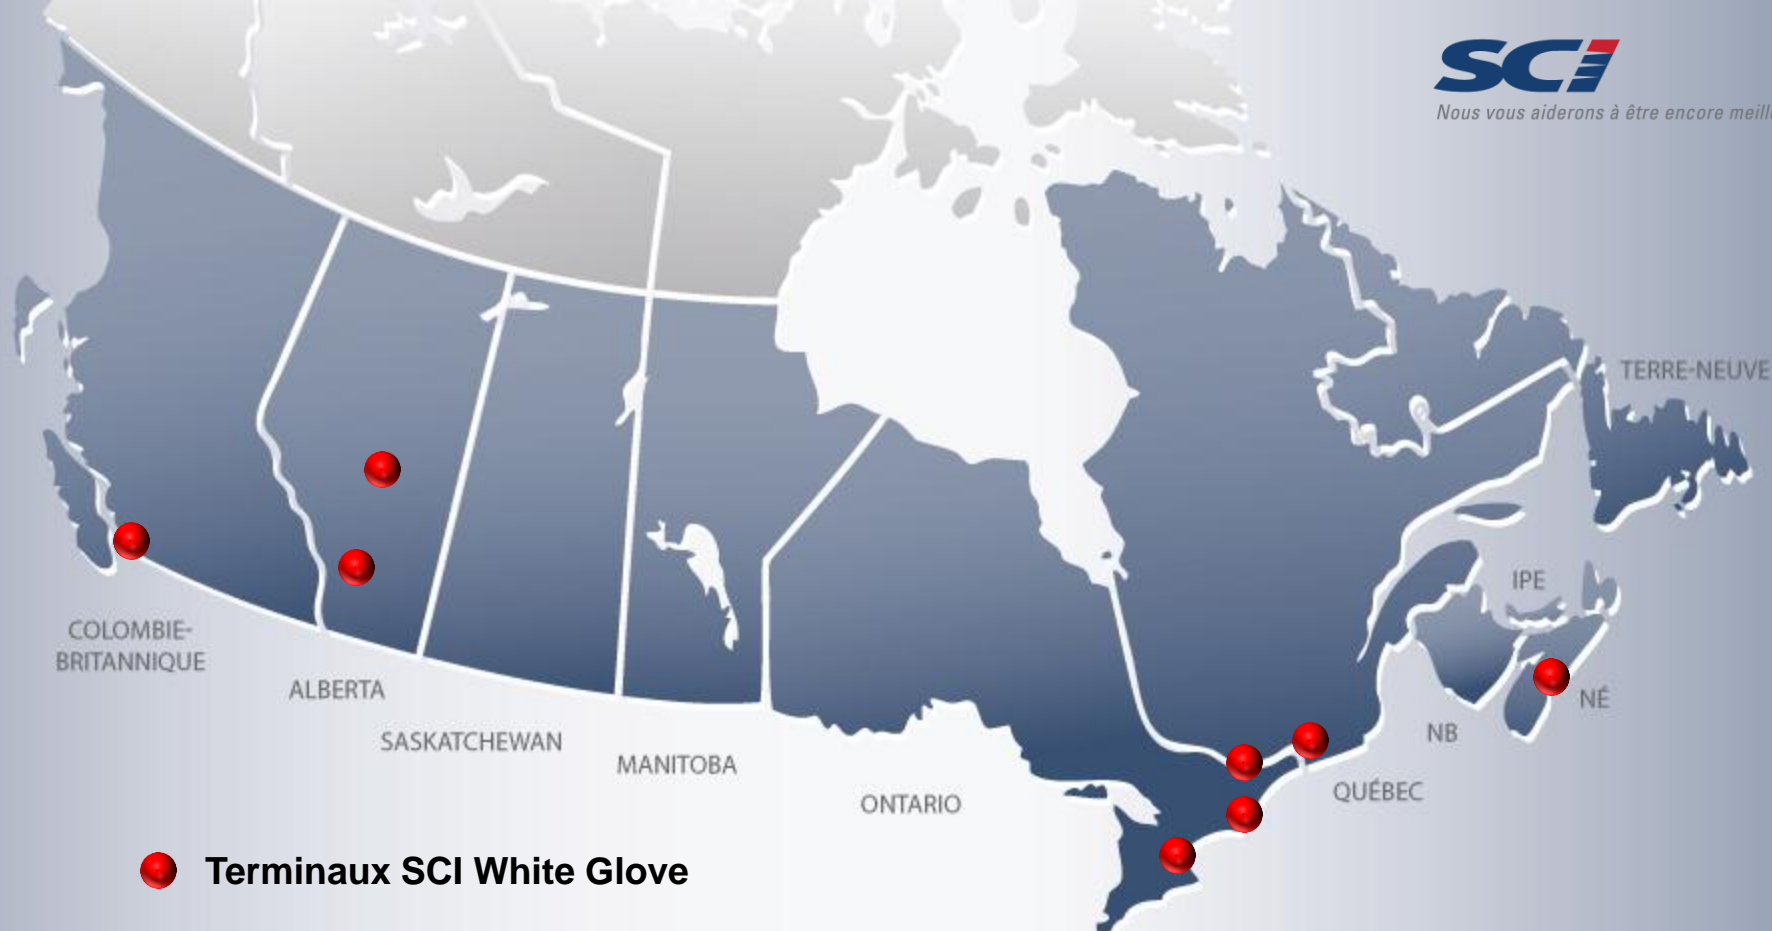 SCI
Nous vous aiderons à être encore
TERRE-NEUVE
IPE
COLOMBIE-
BRITANNIQUE
ALBERTA
NÉ
SASKATCHEWAN
NB
MANITOBA
QUÉBEC
ONTARIO
Terminaux SCI White Glove